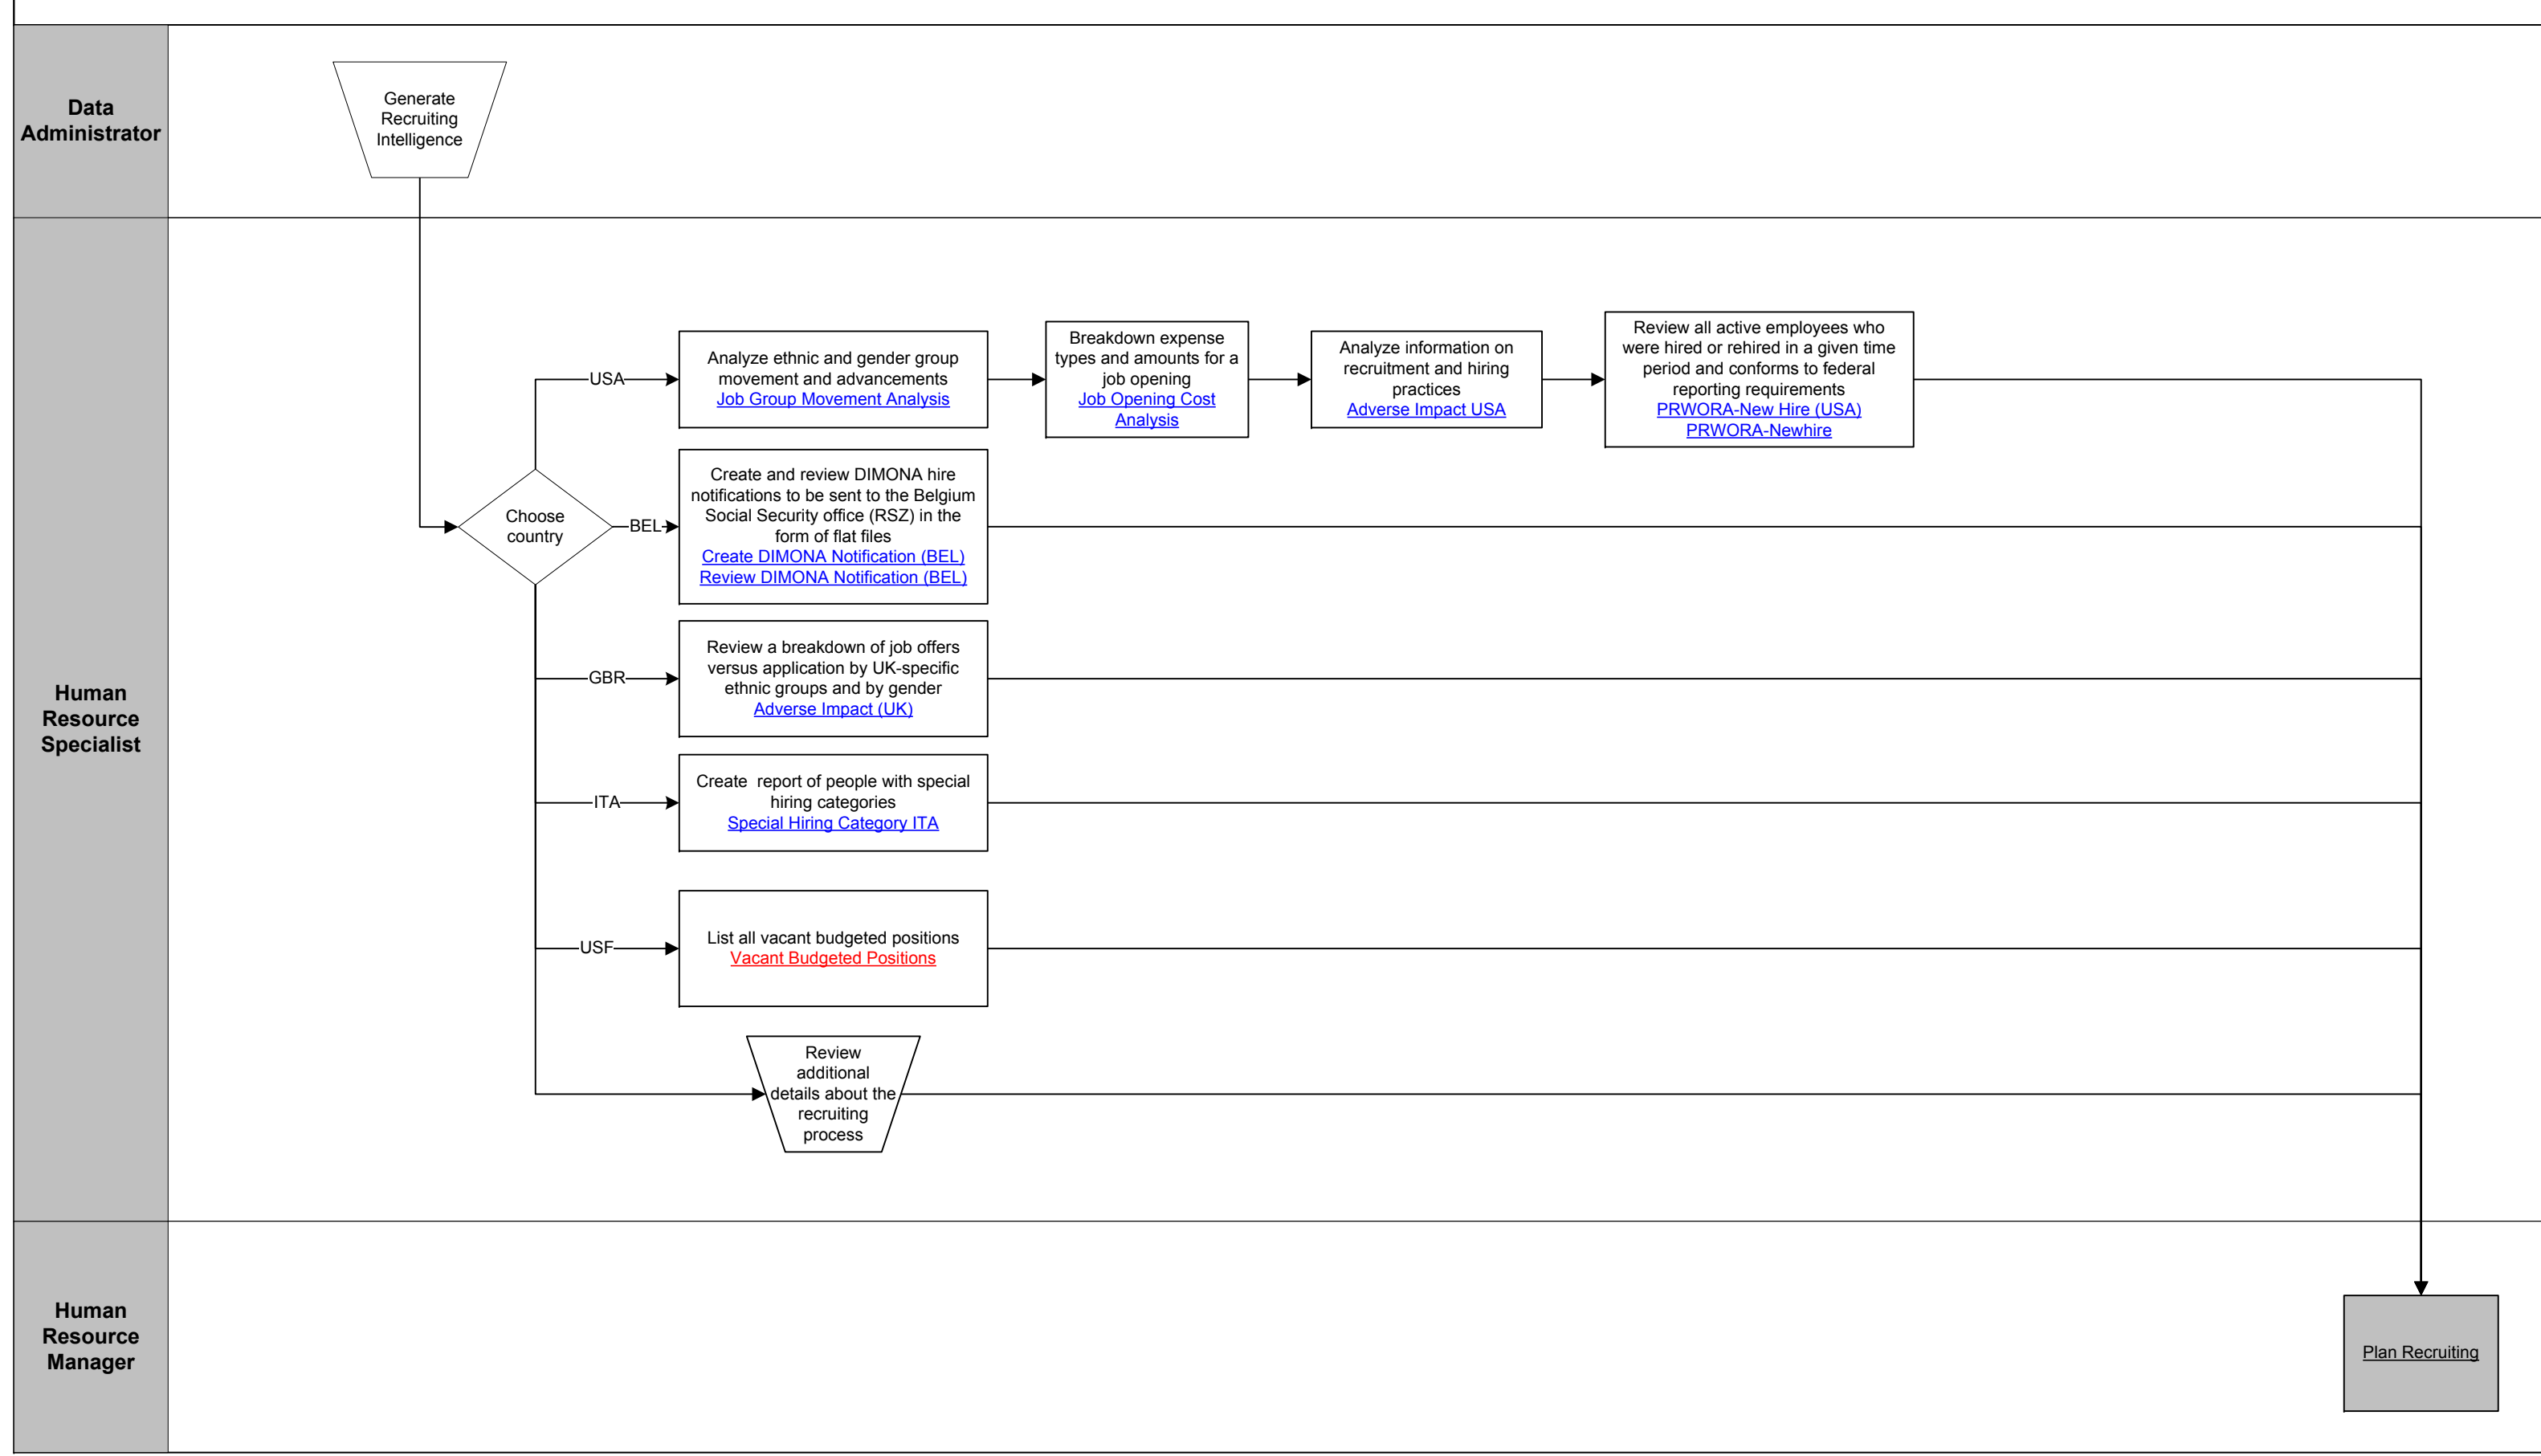 Data
Administrator
Generate
Recruiting
Intelligence
Human
Resource
Specialist
Choose
country
USA
Analyze ethnic and gender group
movement and advancements
Job Group Movement Analysis
Breakdown expense
types and amounts for a
job opening
Job Opening Cost
Analysis
Analyze information on
recruitment and hiring
practices
Adverse Impact USA
Review all active employees who
were hired or rehired in a given time
period and conforms to federal
reporting requirements
PRWORA-New Hire (USA)
PRWORA-Newhire
BEL
Create and review DIMONA hire
notifications to be sent to the Belgium
Social Security office (RSZ) in the
form of flat files
Create DIMONA Notification (BEL)
Review DIMONA Notification (BEL)
GBR
Review a breakdown of job offers
versus application by UK-specific
ethnic groups and by gender
Adverse Impact (UK)
ITA
Create  report of people with special
hiring categories
Special Hiring Category ITA
USF
List all vacant budgeted positions
Vacant Budgeted Positions
Review
additional
details about the
recruiting
process
Human
Resource
Manager
Plan Recruiting